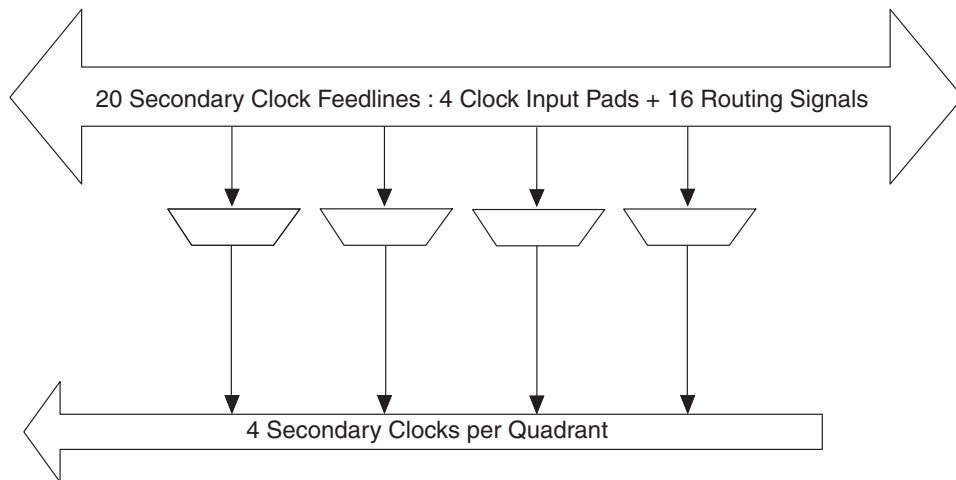 20 Secondary Clock Feedlines : 4 Clock Input Pads + 16 Routing Signals
4 Secondary Clocks per Quadrant